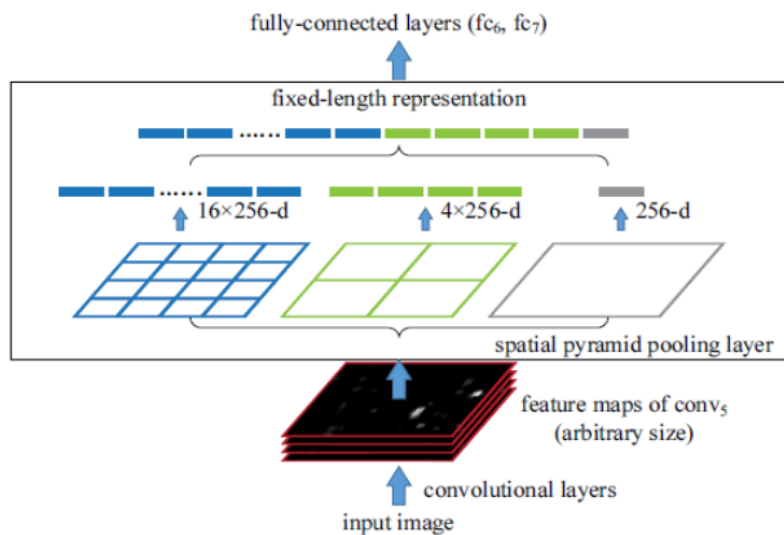 fully-connected layers (fc₆, fc₇)
fixed-length representation
......
......
16×256-d
4×256-d
256-d
spatial pyramid pooling layer
feature maps of conv₅
(arbitrary size)
convolutional layers
input image